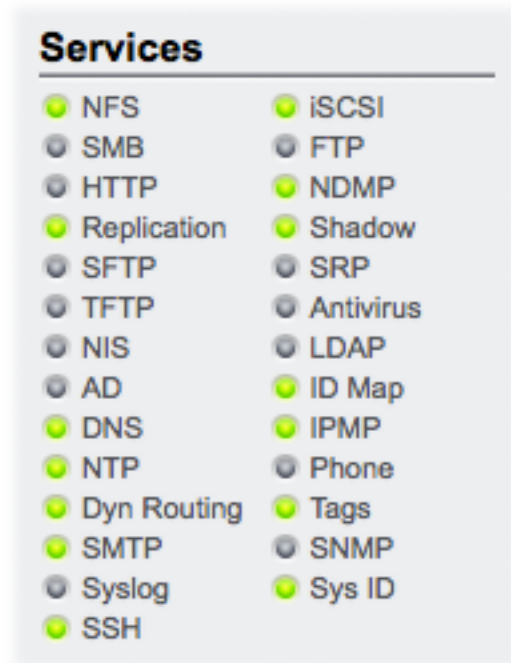 Services
NFS
iSCSI
SMB
FTP
HTTP
NDMP
Replication
Shadow
SFTP
SRP
TFTP
Antivirus
NIS
LDAP
AD
ID Map
DNS
IPMP
NTP
Phone
Dyn Routing
Tags
SMTP
SNMP
Syslog
Sys ID
SSH